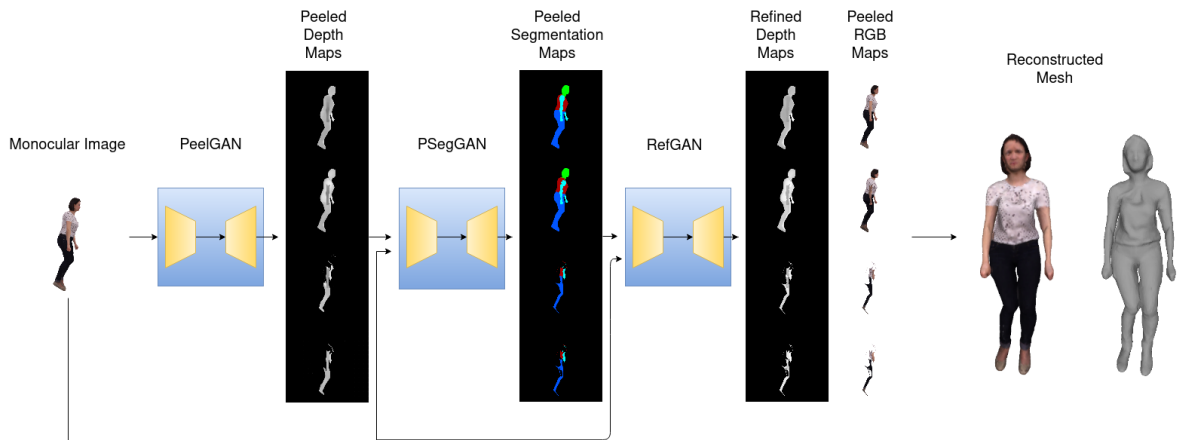 Monocular Image
PeelGAN
Peeled
Depth
Maps
PSegGAN
Peeled
Segmentation
Maps
RefGAN
Refined
Depth
Maps
Peeled
RGB
Maps
Reconstructed
Mesh